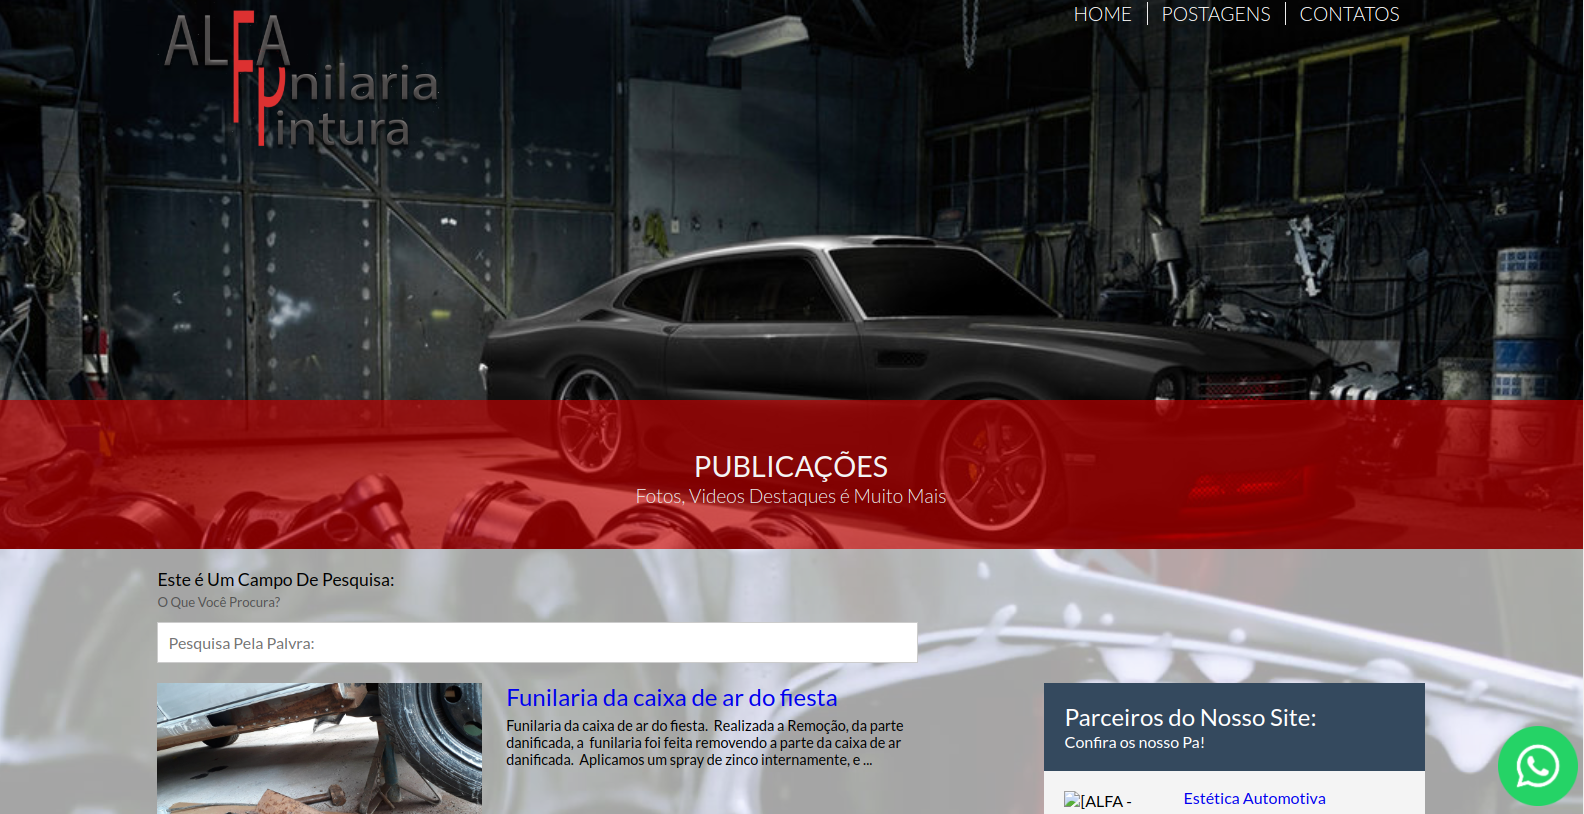 ALFA
Funilaria
Pintura
HOME
POSTAGENS
CONTATOS
PUBLICAÇÕES
Fotos, Videos Destaques é Muito Mais
Este é Um Campo De Pesquisa:
O Que Você Procura?
Pesquisa Pela Palvra:
Funilaria da caixa de ar do fiesta
Funilaria da caixa de ar do fiesta. Realizada a Remoção, da parte
danificada, a funilaria foi feita removendo a parte da caixa de ar
danificada. Aplicamos um spray de zinco internamente, e ...
Parceiros do Nosso Site:
Confira os nosso Pa!
[ALFA -
Estética Automotiva